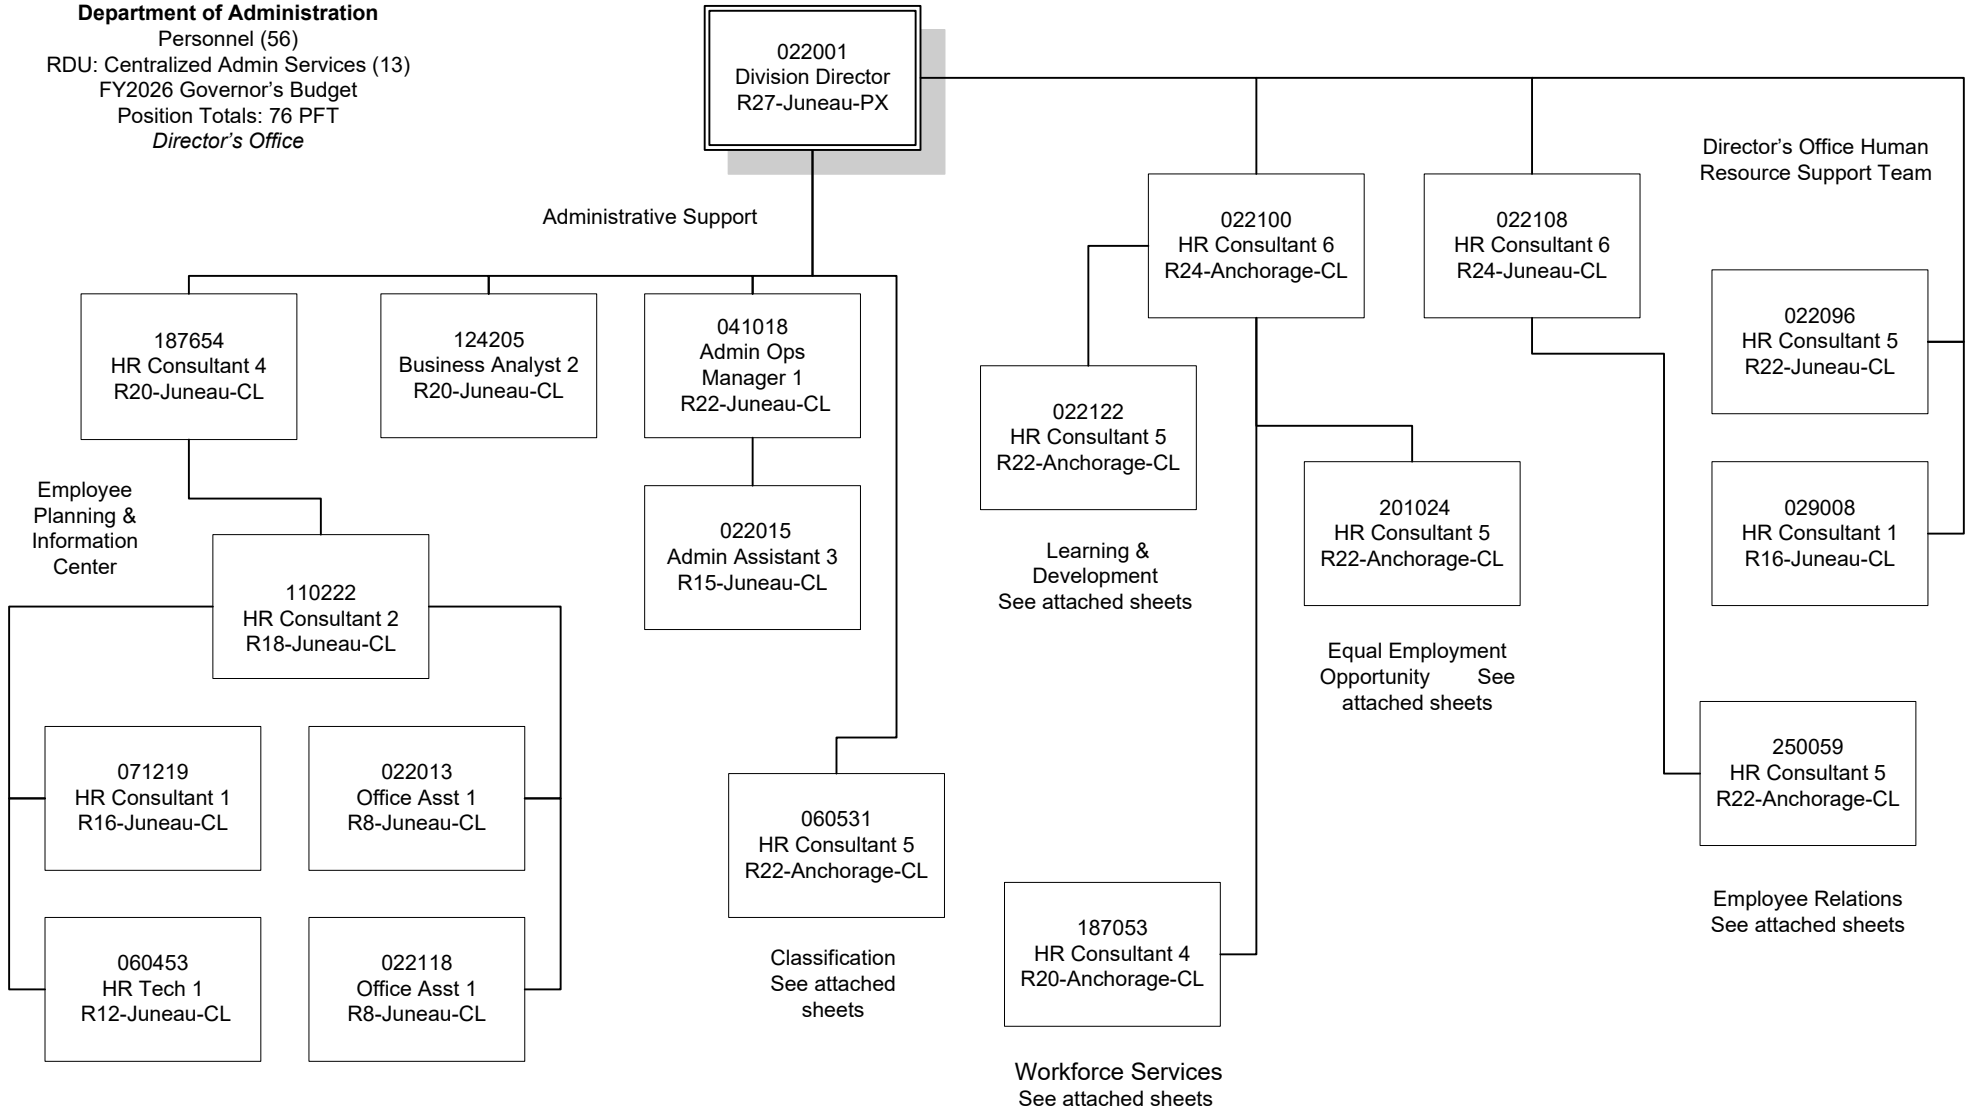 Department of Administration
Personnel (56)
RDU: Centralized Admin Services (13)
FY2026 Governor’s Budget
Position Totals: 76 PFT
Director’s Office
022001
Division Director
R27-Juneau-PX
Director’s Office Human
Resource Support Team
Administrative Support
022100
HR Consultant 6
R24-Anchorage-CL
022108
HR Consultant 6
R24-Juneau-CL
187654
HR Consultant 4
R20-Juneau-CL
124205
Business Analyst 2
R20-Juneau-CL
041018
Admin Ops
Manager 1
R22-Juneau-CL
022096
HR Consultant 5
R22-Juneau-CL
022122
HR Consultant 5
R22-Anchorage-CL
Employee
Planning &
Information
Center
022015
Admin Assistant 3
R15-Juneau-CL
201024
HR Consultant 5
R22-Anchorage-CL
029008
HR Consultant 1
R16-Juneau-CL
Learning &
Development
See attached sheets
110222
HR Consultant 2
R18-Juneau-CL
Equal Employment
Opportunity See
attached sheets
071219
HR Consultant 1
R16-Juneau-CL
022013
Office Asst 1
R8-Juneau-CL
060531
HR Consultant 5
R22-Anchorage-CL
250059
HR Consultant 5
R22-Anchorage-CL
060453
HR Tech 1
R12-Juneau-CL
022118
Office Asst 1
R8-Juneau-CL
Classification
See attached
sheets
187053
HR Consultant 4
R20-Anchorage-CL
Employee Relations
See attached sheets
Workforce Services
See attached sheets